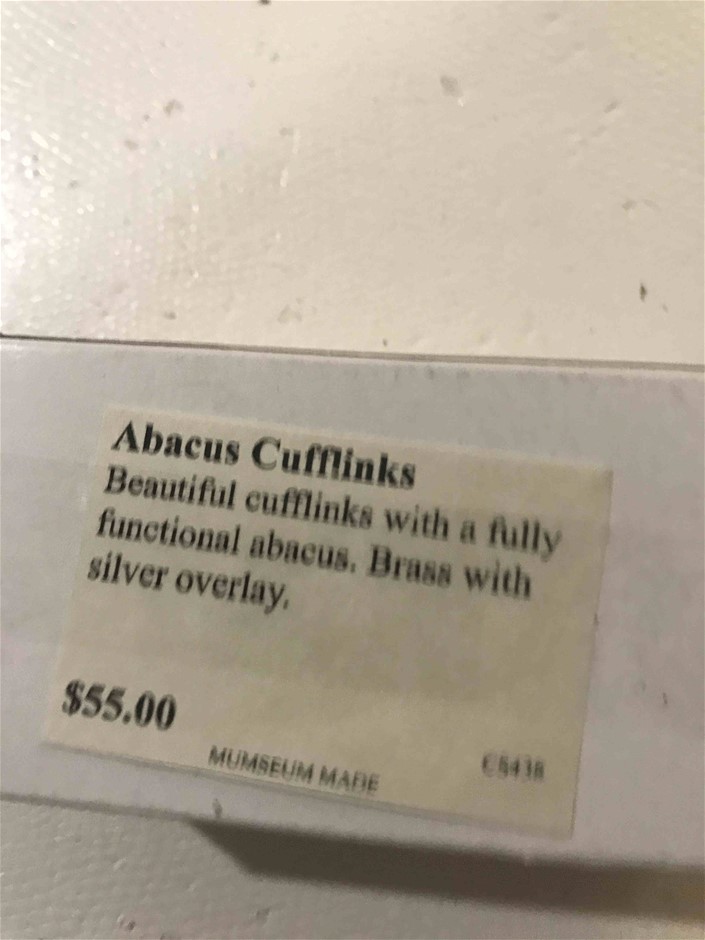 Abacus Cufflinks
Beautiful cufflinks with a fully
functional abacus. Brass with
silver overlay.
$55.00
MUMSEUM MADE